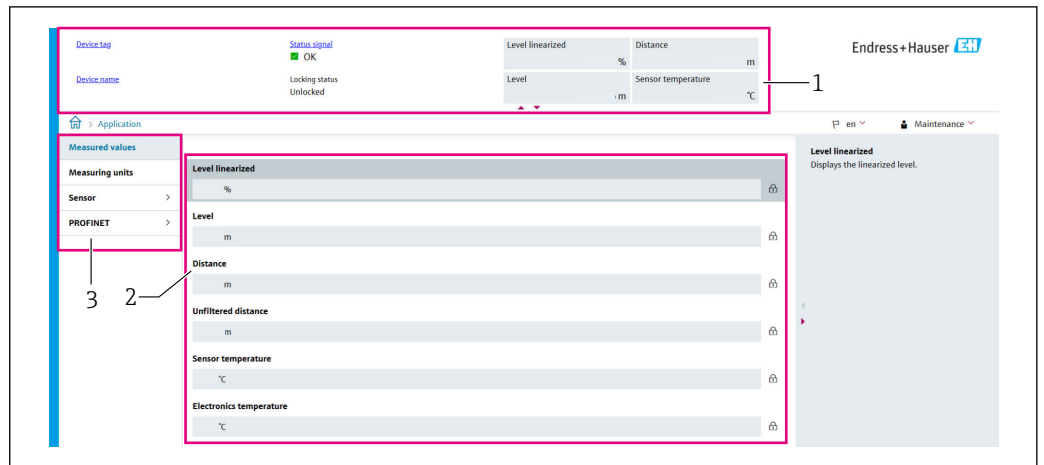 Device tag
Status signal
OK
Level linearized
%
Distance
m
Endress+Hauser EH
Device name
Locking status
Unlocked
Level
m
Sensor temperature
°C
1
> Application
en
Maintenance
Measured values
Measuring units
Sensor >
PROFINET >
3
2
Level linearized
%
Level
m
Distance
m
Unfiltered distance
m
Sensor temperature
°C
Electronics temperature
°C
Level linearized
Displays the linearized level.